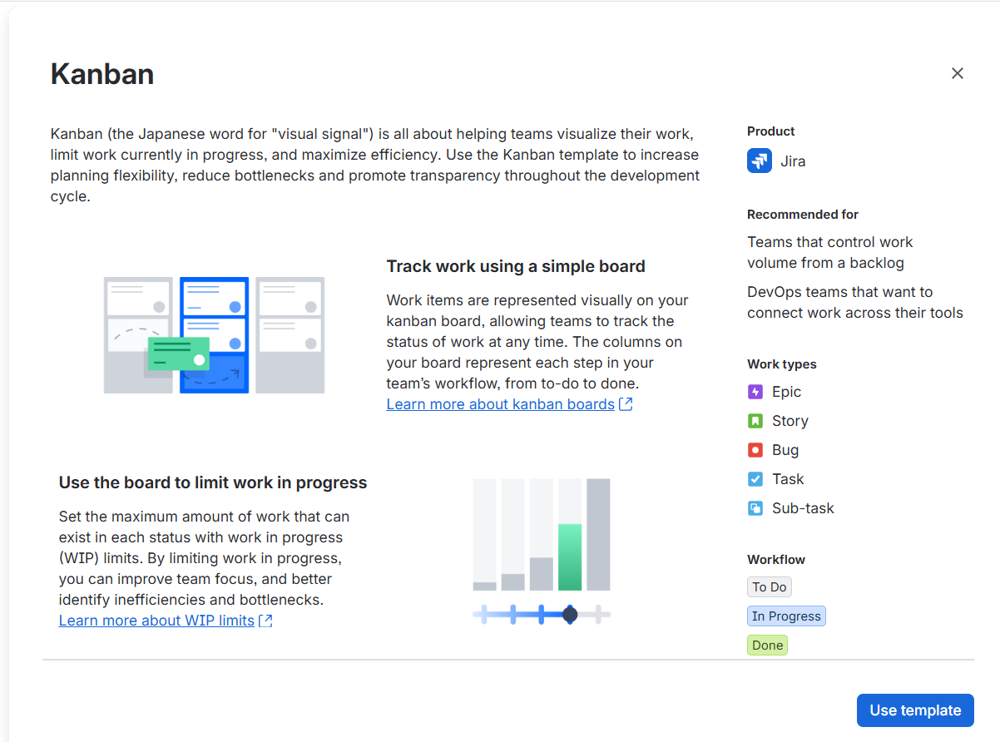 Kanban
Kanban (the Japanese word for "visual signal") is all about helping teams visualize their work,
limit work currently in progress, and maximize efficiency. Use the Kanban template to increase
planning flexibility, reduce bottlenecks and promote transparency throughout the development
cycle.
Track work using a simple board
Work items are represented visually on your
kanban board, allowing teams to track the
status of work at any time. The columns on
your board represent each step in your
team’s workflow, from to-do to done.
Learn more about kanban boards
Use the board to limit work in progress
Set the maximum amount of work that can
exist in each status with work in progress
(WIP) limits. By limiting work in progress,
you can improve team focus, and better
identify inefficiencies and bottlenecks.
Learn more about WIP limits
Product
Jira
Recommended for
Teams that control work
volume from a backlog
DevOps teams that want to
connect work across their tools
Work types
Epic
Story
Bug
Task
Sub-task
Workflow
To Do
In Progress
Done
Use template